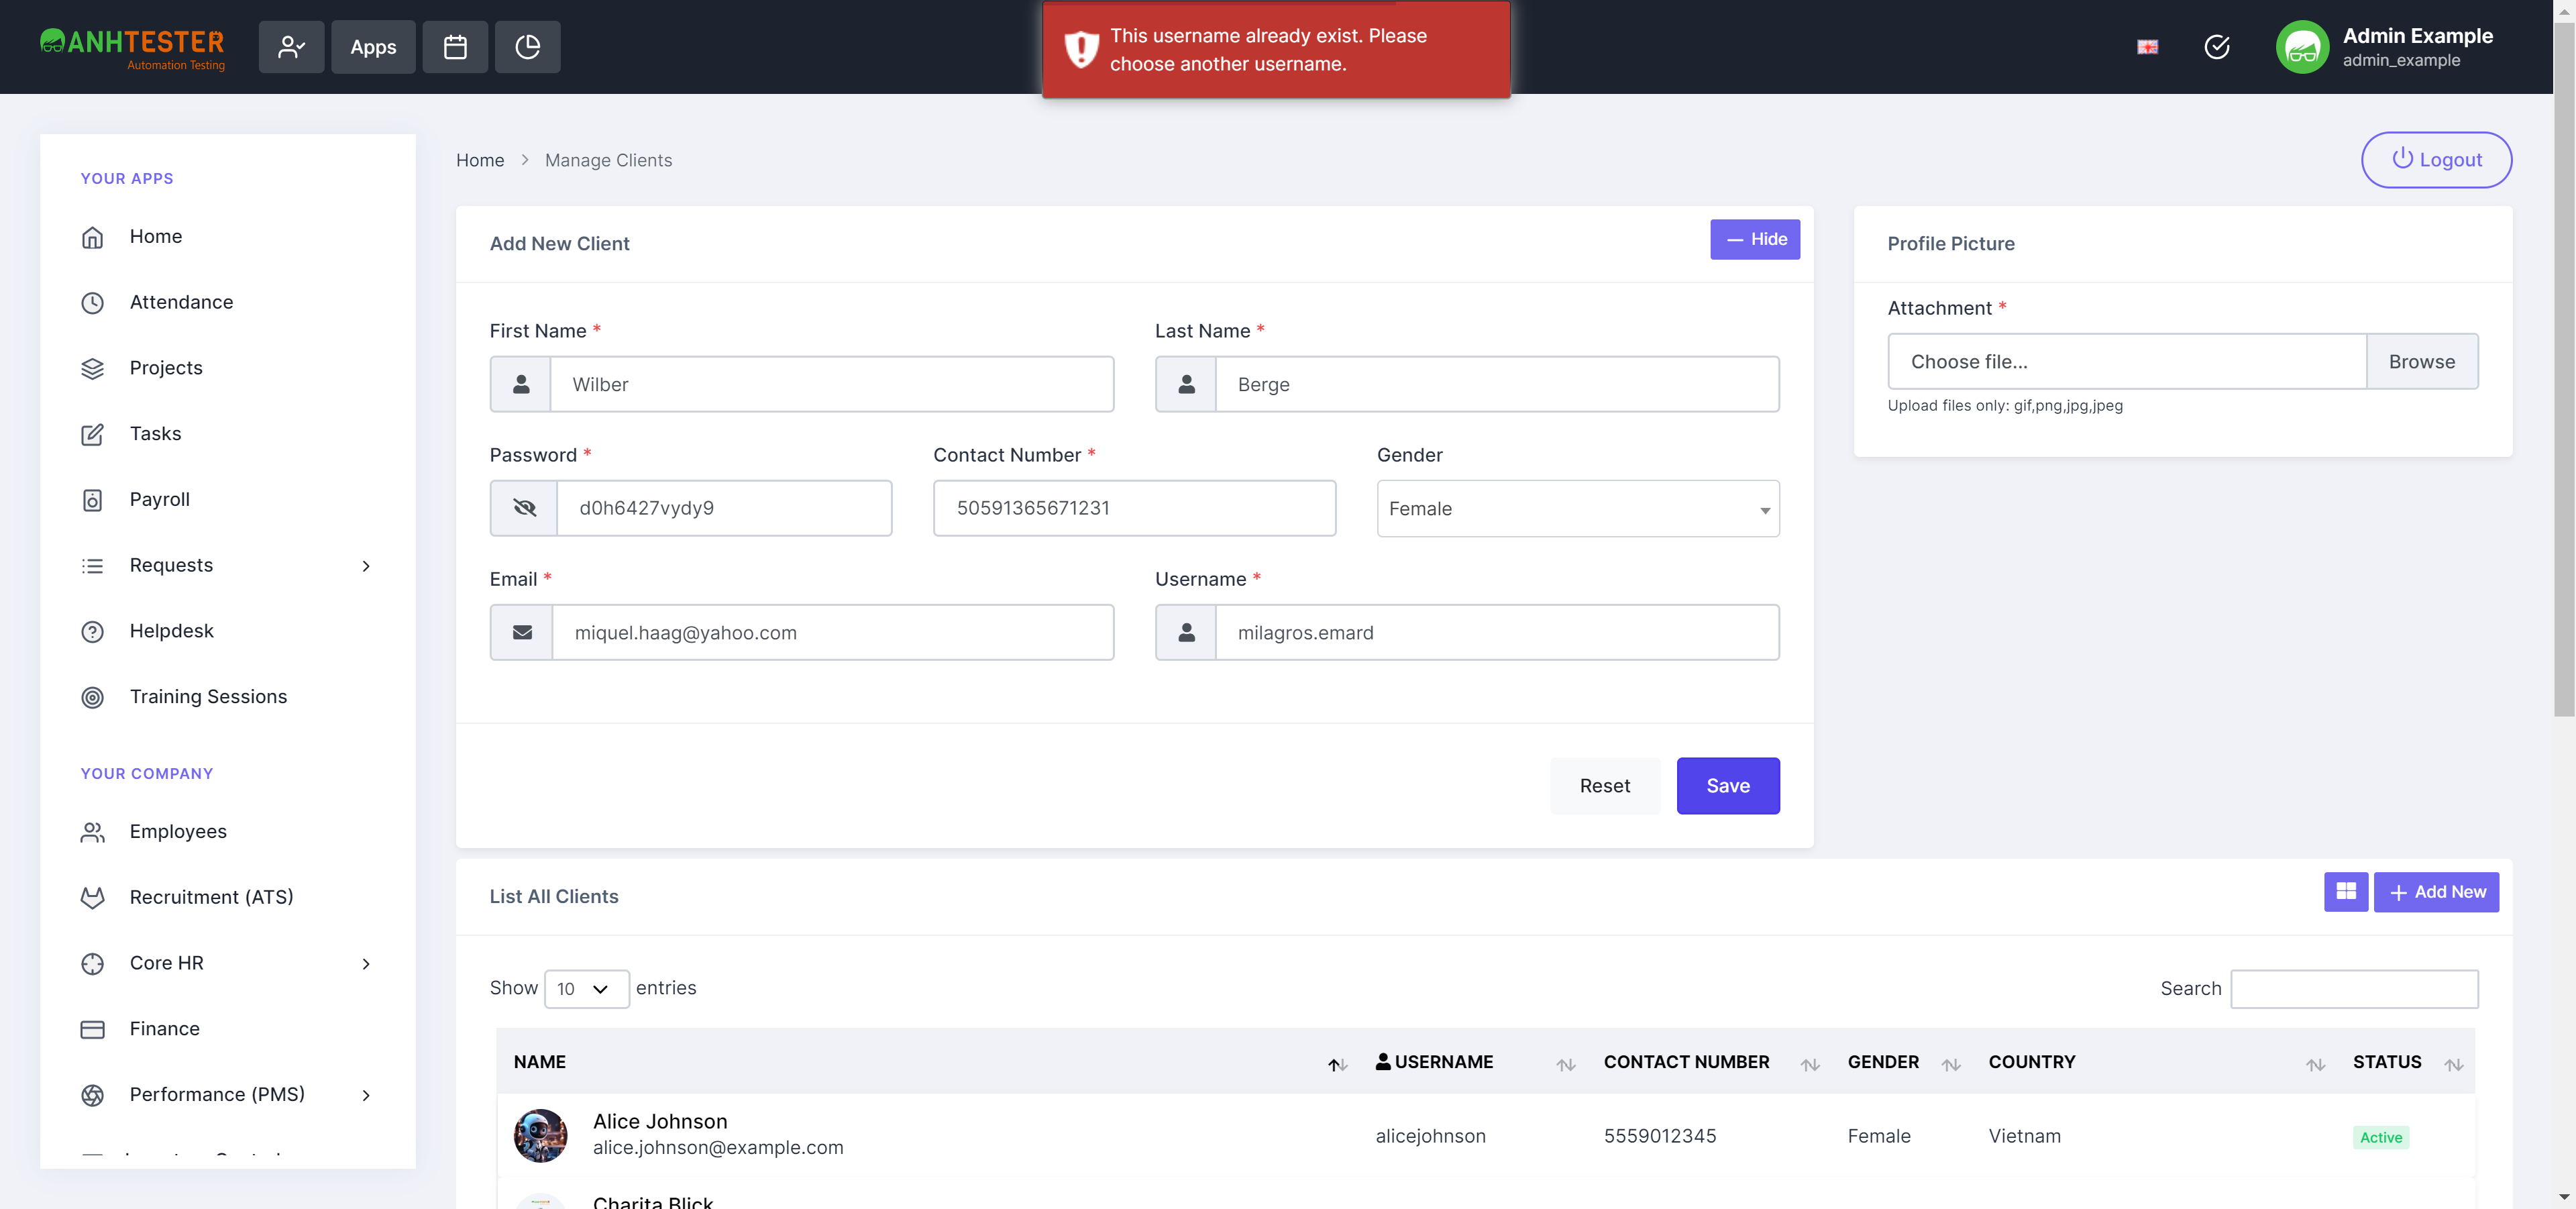 ANHTESTER
Automation Testing
Apps
This username already exist. Please
choose another username.
Admin Example
admin_example
YOUR APPS
Home
Attendance
Projects
Tasks
Payroll
Requests
Helpdesk
Training Sessions
YOUR COMPANY
Employees
Recruitment (ATS)
Core HR
Finance
Performance (PMS)
Home > Manage Clients
Logout
Add New Client
Hide
First Name *
Last Name *
Wilber
Berge
Password *
Contact Number *
Gender
d0h6427vydy9
50591365671231
Female
Email *
Username *
miquel.haag@yahoo.com
milagros.emard
Reset
Save
Profile Picture
Attachment *
Choose file...
Browse
Upload files only: gif,png,jpg,jpeg
List All Clients
Add New
Show 10 entries
Search
NAME USERNAME CONTACT NUMBER GENDER COUNTRY STATUS
Alice Johnson
alice.johnson@example.com
alicejohnson 5559012345 Female Vietnam Active
Charita Blick